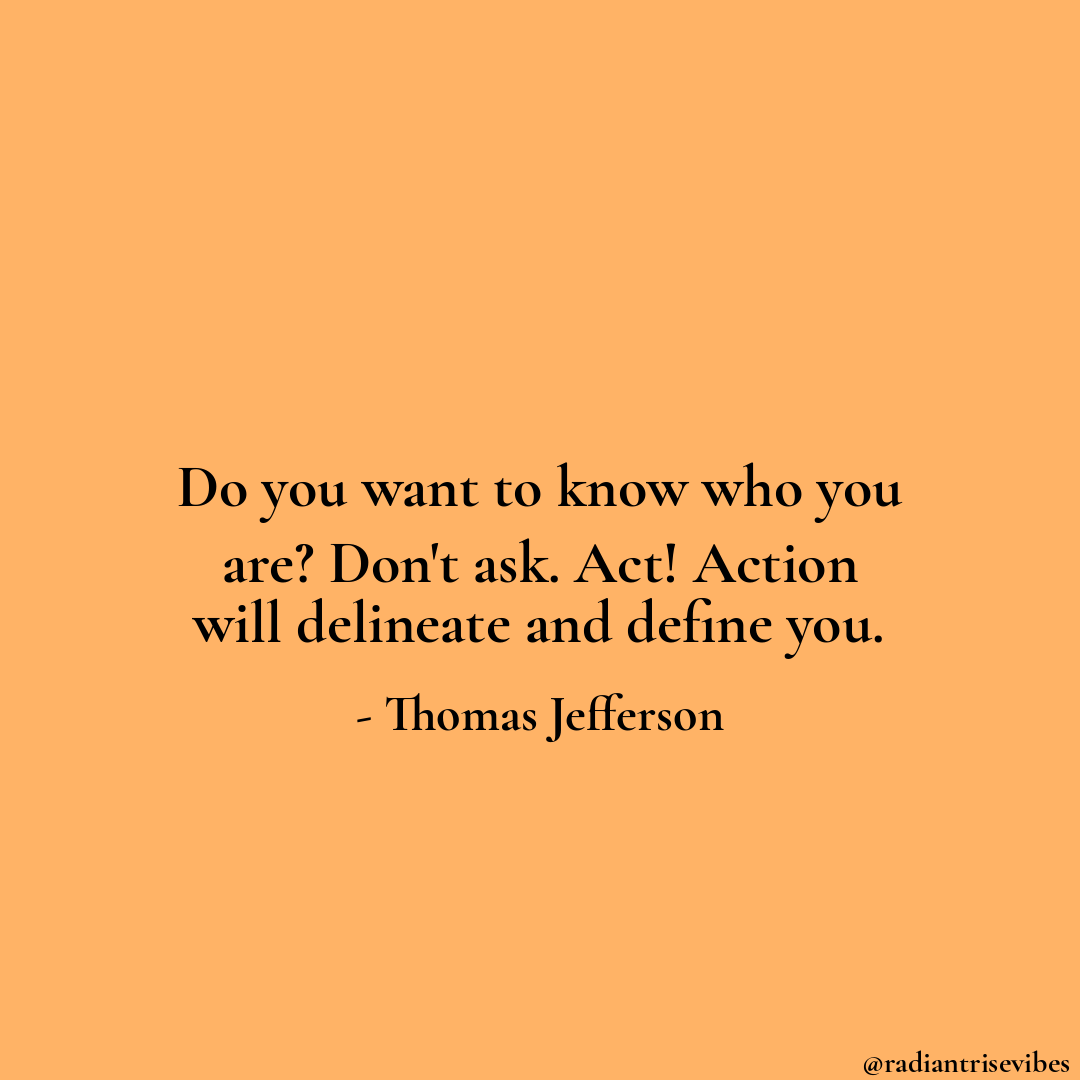 Do you want to know who you
are? Don't ask. Act! Action
will delineate and define you.
- Thomas Jefferson
@radiantrisevibes